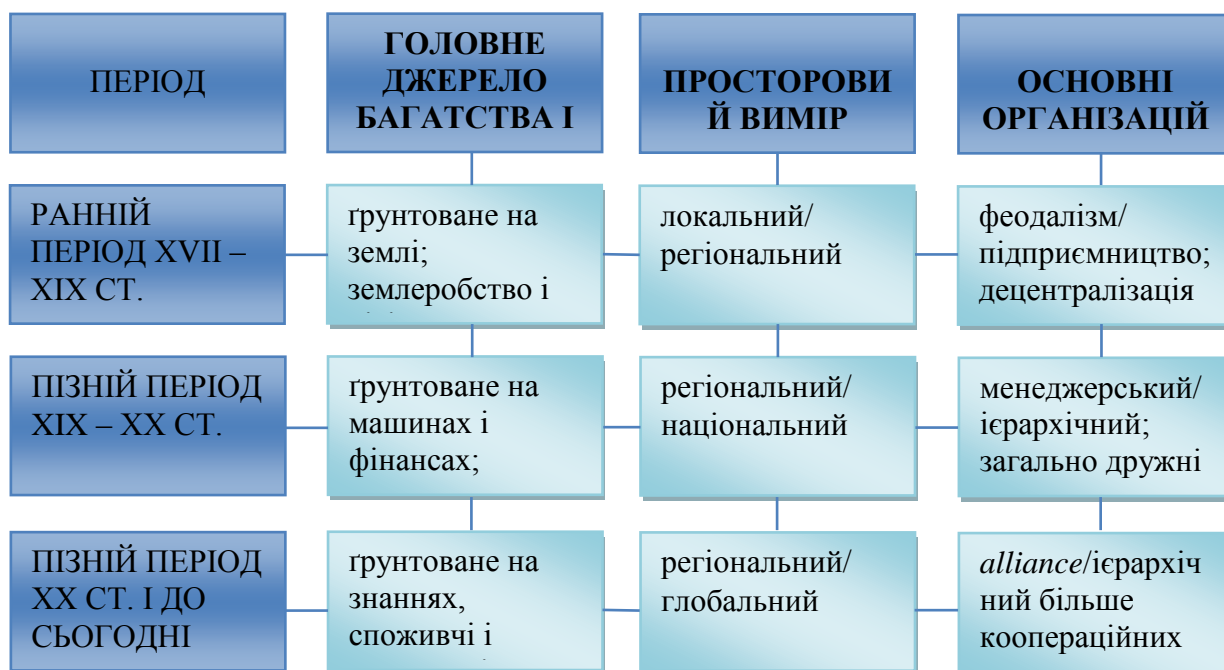 ПЕРІОД
ГОЛОВНЕ
ДЖЕРЕЛО
БАГАТСТВА І
ПРОСТОРОВИ
Й ВИМІР
ОСНОВНІ
ОРГАНІЗАЦІЙ
РАННІЙ
ПЕРІОД XVII –
XIX СТ.
ґрунтоване на
землі;
землеробство і
локальний/
регіональний
феодалізм/
підприємництво;
децентралізація
ПІЗНІЙ ПЕРІОД
XIX – XX СТ.
ґрунтоване на
машинах і
фінансах;
регіональний/
національний
менеджерський/
ієрархічний;
загально дружні
ПІЗНІЙ ПЕРІОД
XX СТ. І ДО
СЬОГОДНІ
ґрунтоване на
знаннях,
споживчі і
регіональний/
глобальний
alliance/ієрархіч
ний більше
коопераційних